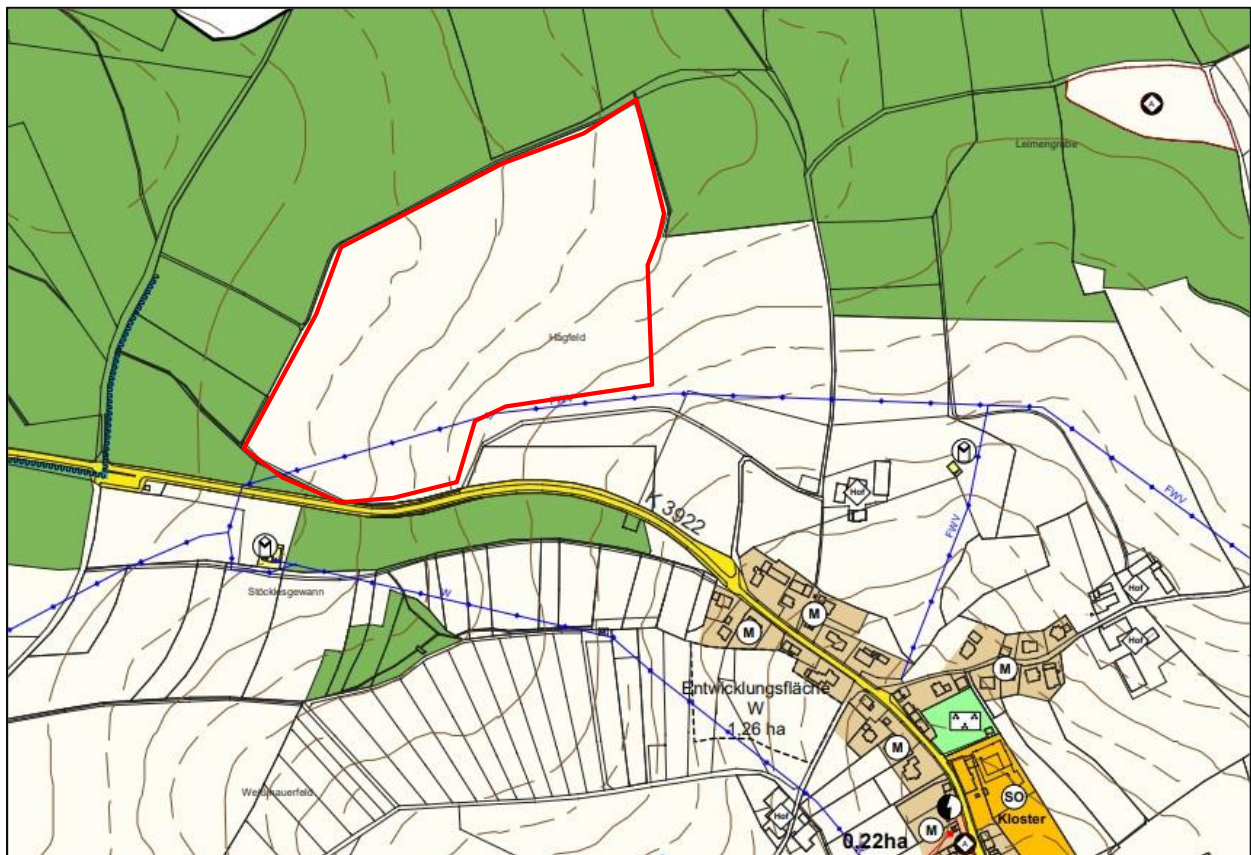 A
Leimengrube
Hägfeld
FWV
K 3922
Hof
FWV
FWV
Stöcklesgewann
W
Hof
Hof
M
M
M
Entwicklungsfläche
W
1.26 ha
M
Weißmauerfeld
SO
Kloster
Hof
M
0.22ha
A